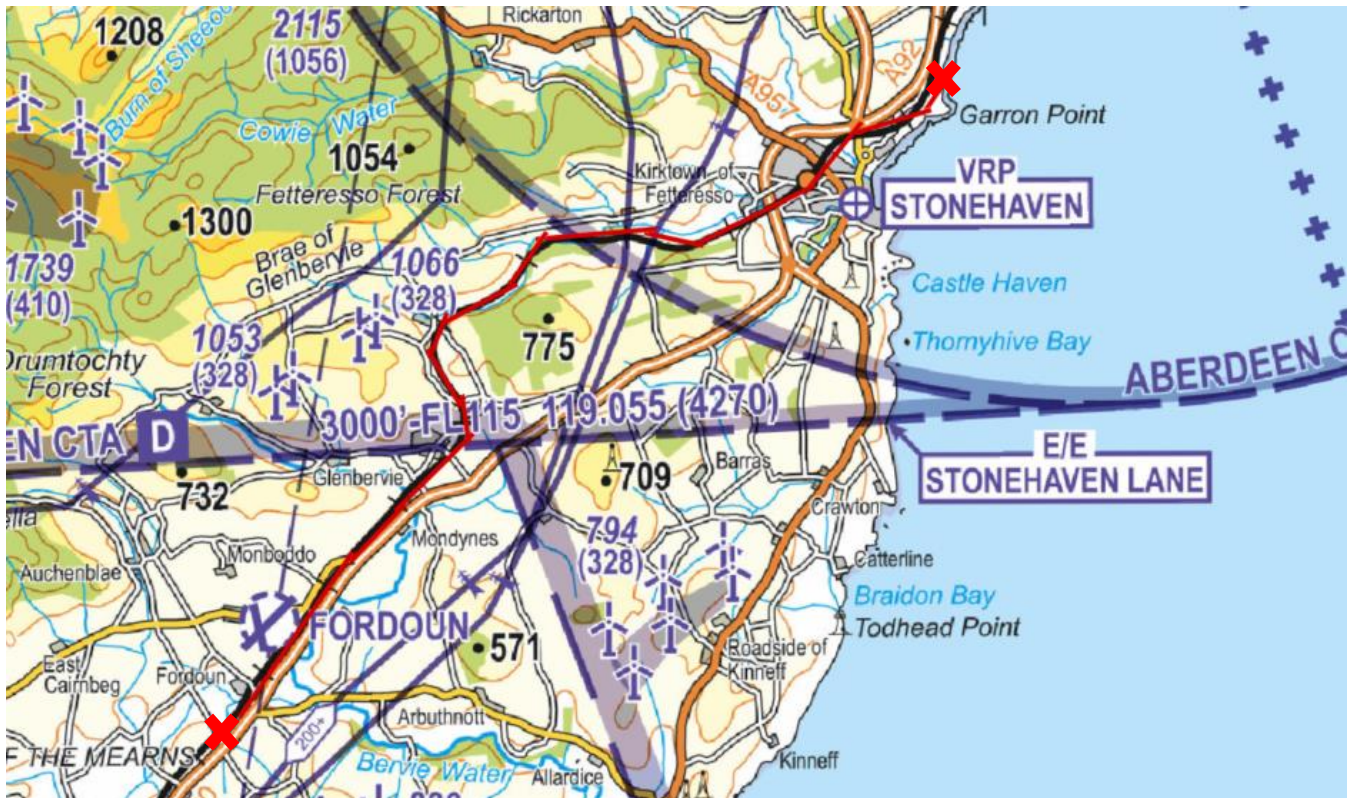 1208
Burn of Sheeoc
2115
(1056)
Rickarton
A957
A92
Garron Point
Cowie Water
1054
Fetteresso Forest
Kirktown of
Fetteresso
VRP
STONEHAVEN
1300
Brae of
Glenbervie
1739
(410)
1066
(328)
Castle Haven
775
Thornyhive Bay
1053
(328)
Drumtochty
Forest
ABERDEEN C
3000'-FL115 119.055 (4270)
EN CTA D
E/E
STONEHAVEN LANE
732
Glenbervie
709
Barras
Crawton
ella
Mondynes
794
(328)
Monboddo
Auchenblae
Catterline
Braidon Bay
FORDOUN
Todhead Point
571
Roadside of
Kinneff
East
Cairnbeg
Fordoun
Arbuthnott
200+
F THE MEARNS
Bervie Water
Allardice
Kinneff